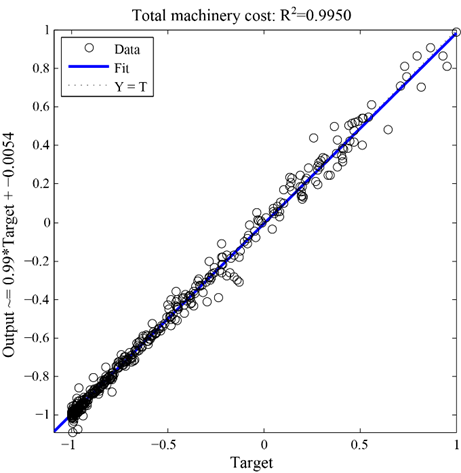 Total machinery cost: R²=0.9950
Output ~= 0.99*Target + −0.0054
1
0.8
0.6
0.4
0.2
0
−0.2
−0.4
−0.6
−0.8
−1
Data
Fit
Y = T
−1 −0.5 0 0.5 1
Target